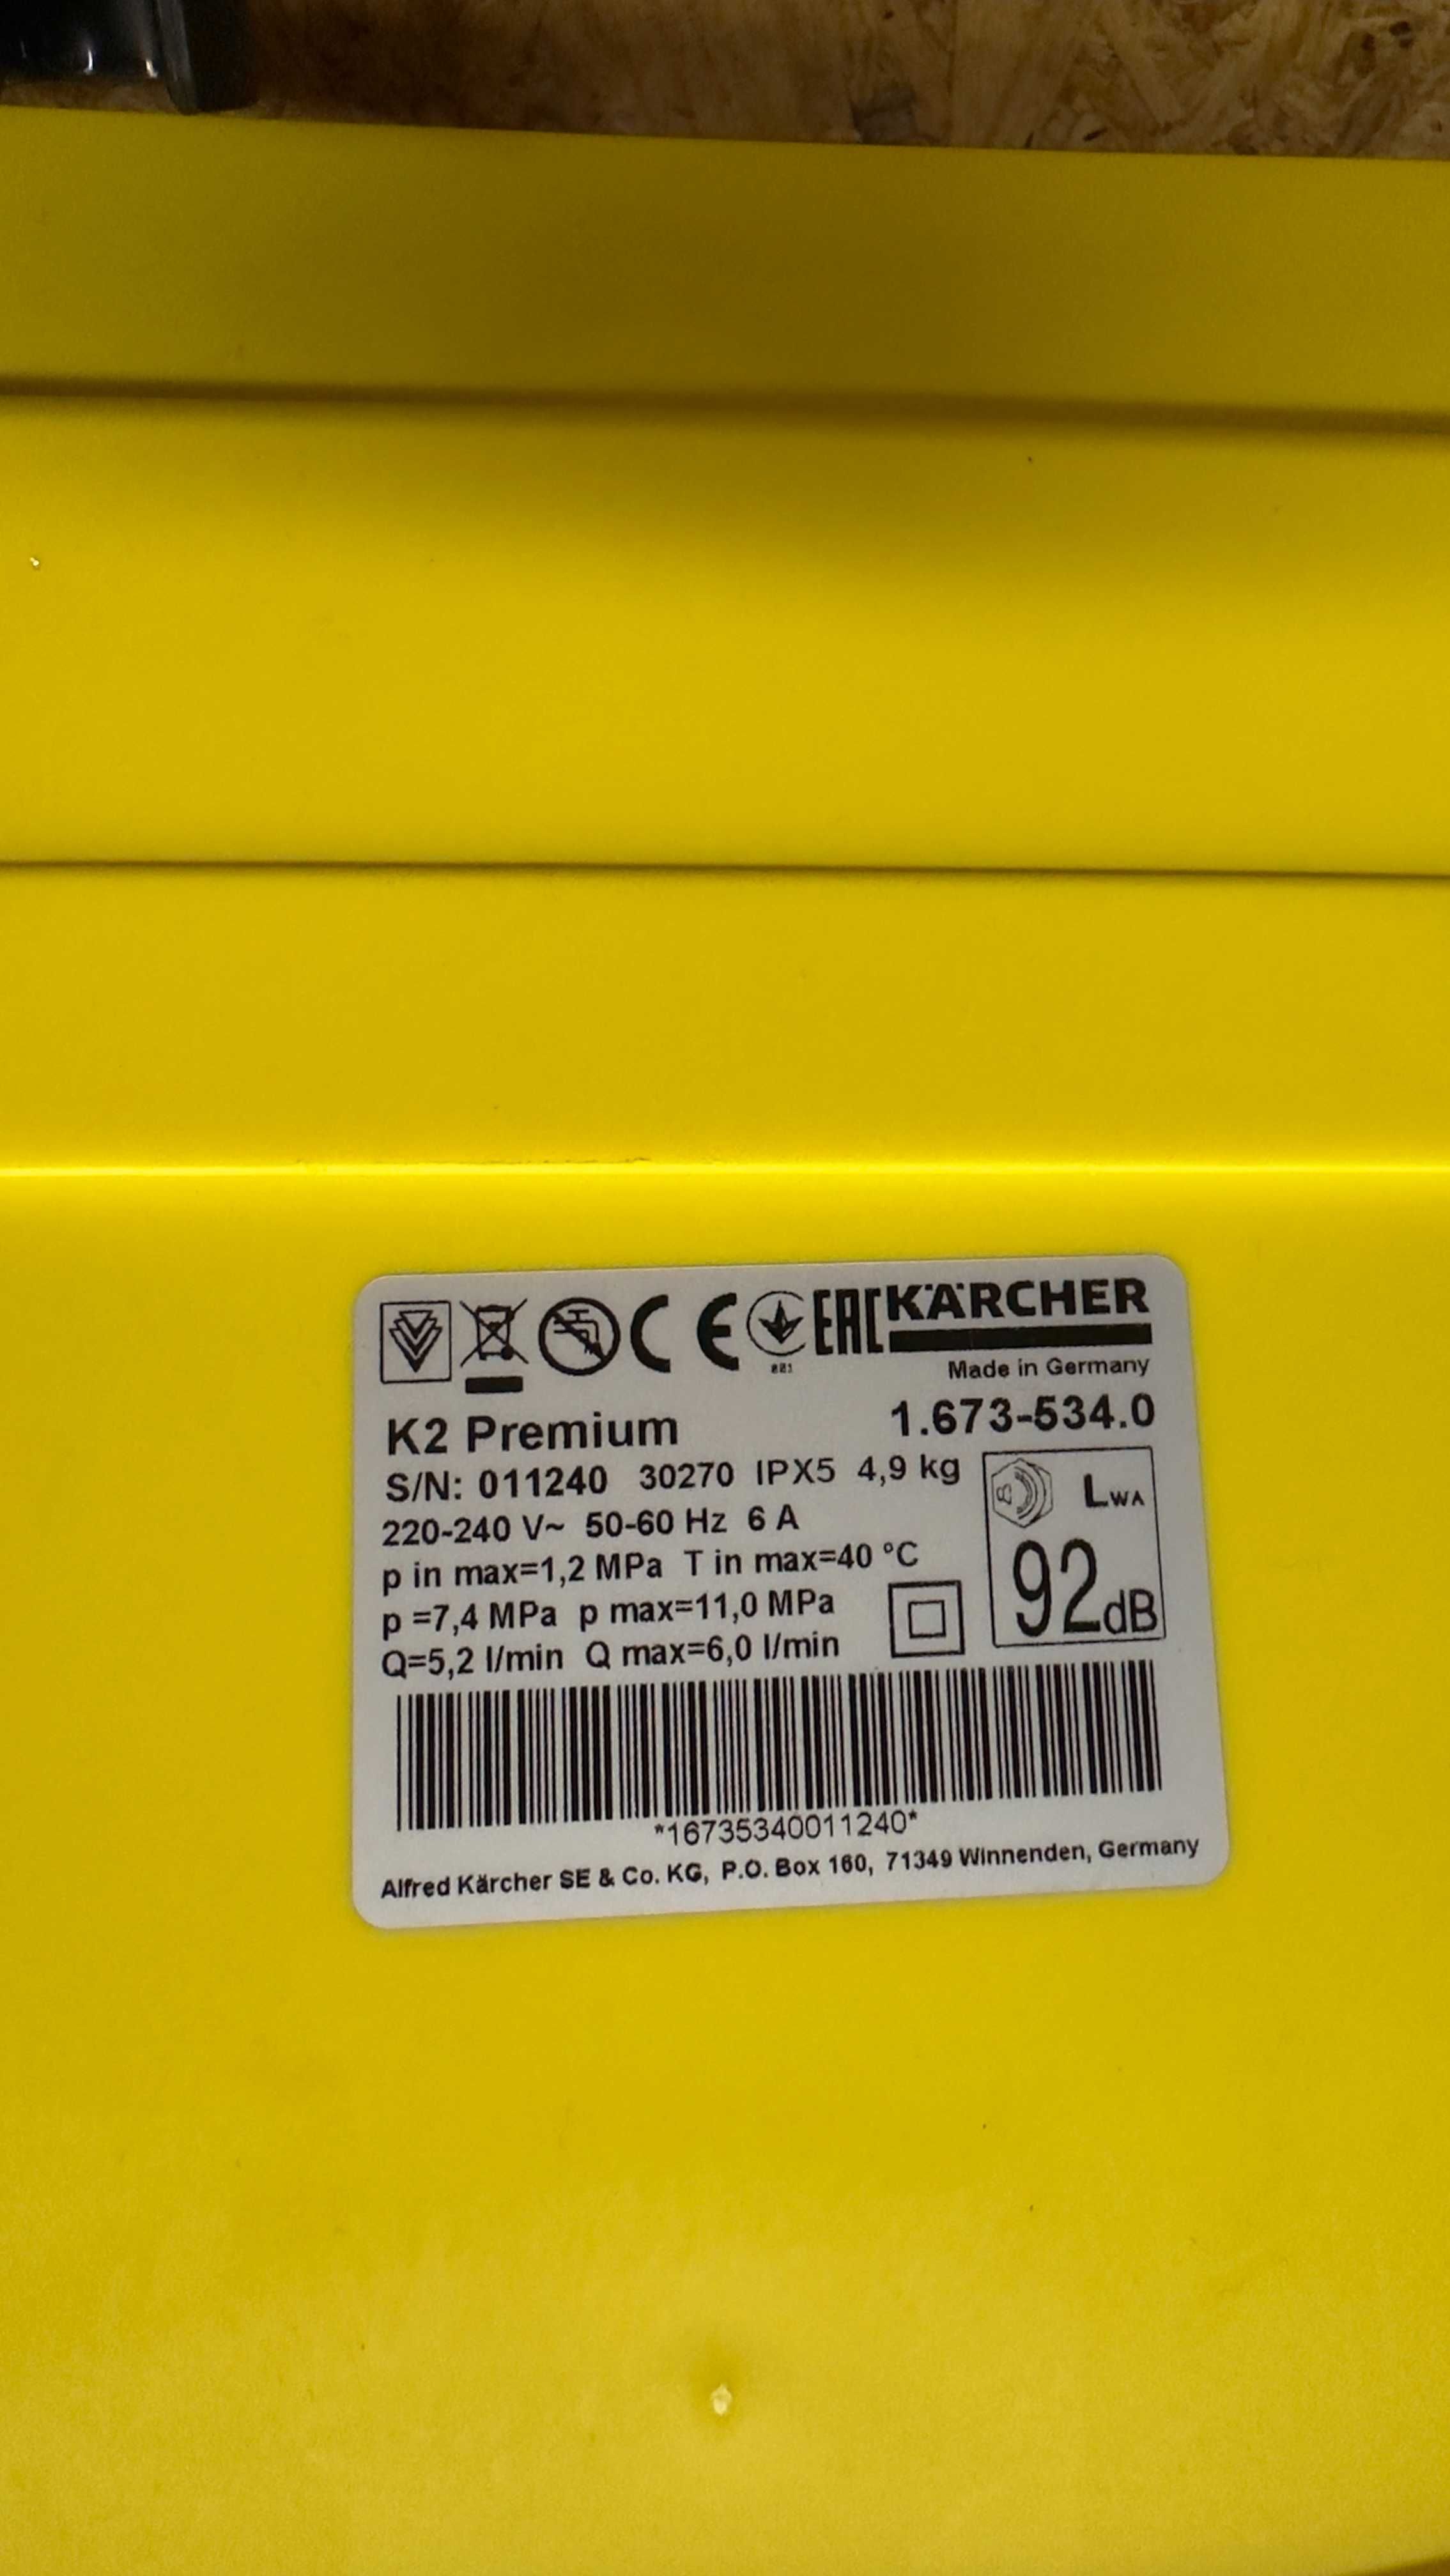 CE EAC KÄRCHER
Made in Germany
K2 Premium 1.673-534.0
S/N: 011240 30270 IPX5 4,9 kg
220-240 V~ 50-60 Hz 6 A
p in max=1,2 MPa T in max=40 °C
p =7,4 MPa p max=11,0 MPa
Q=5,2 l/min Q max=6,0 l/min
LWA
92dB
*16735340011240*
Alfred Kärcher SE & Co. KG, P.O. Box 160, 71349 Winnenden, Germany